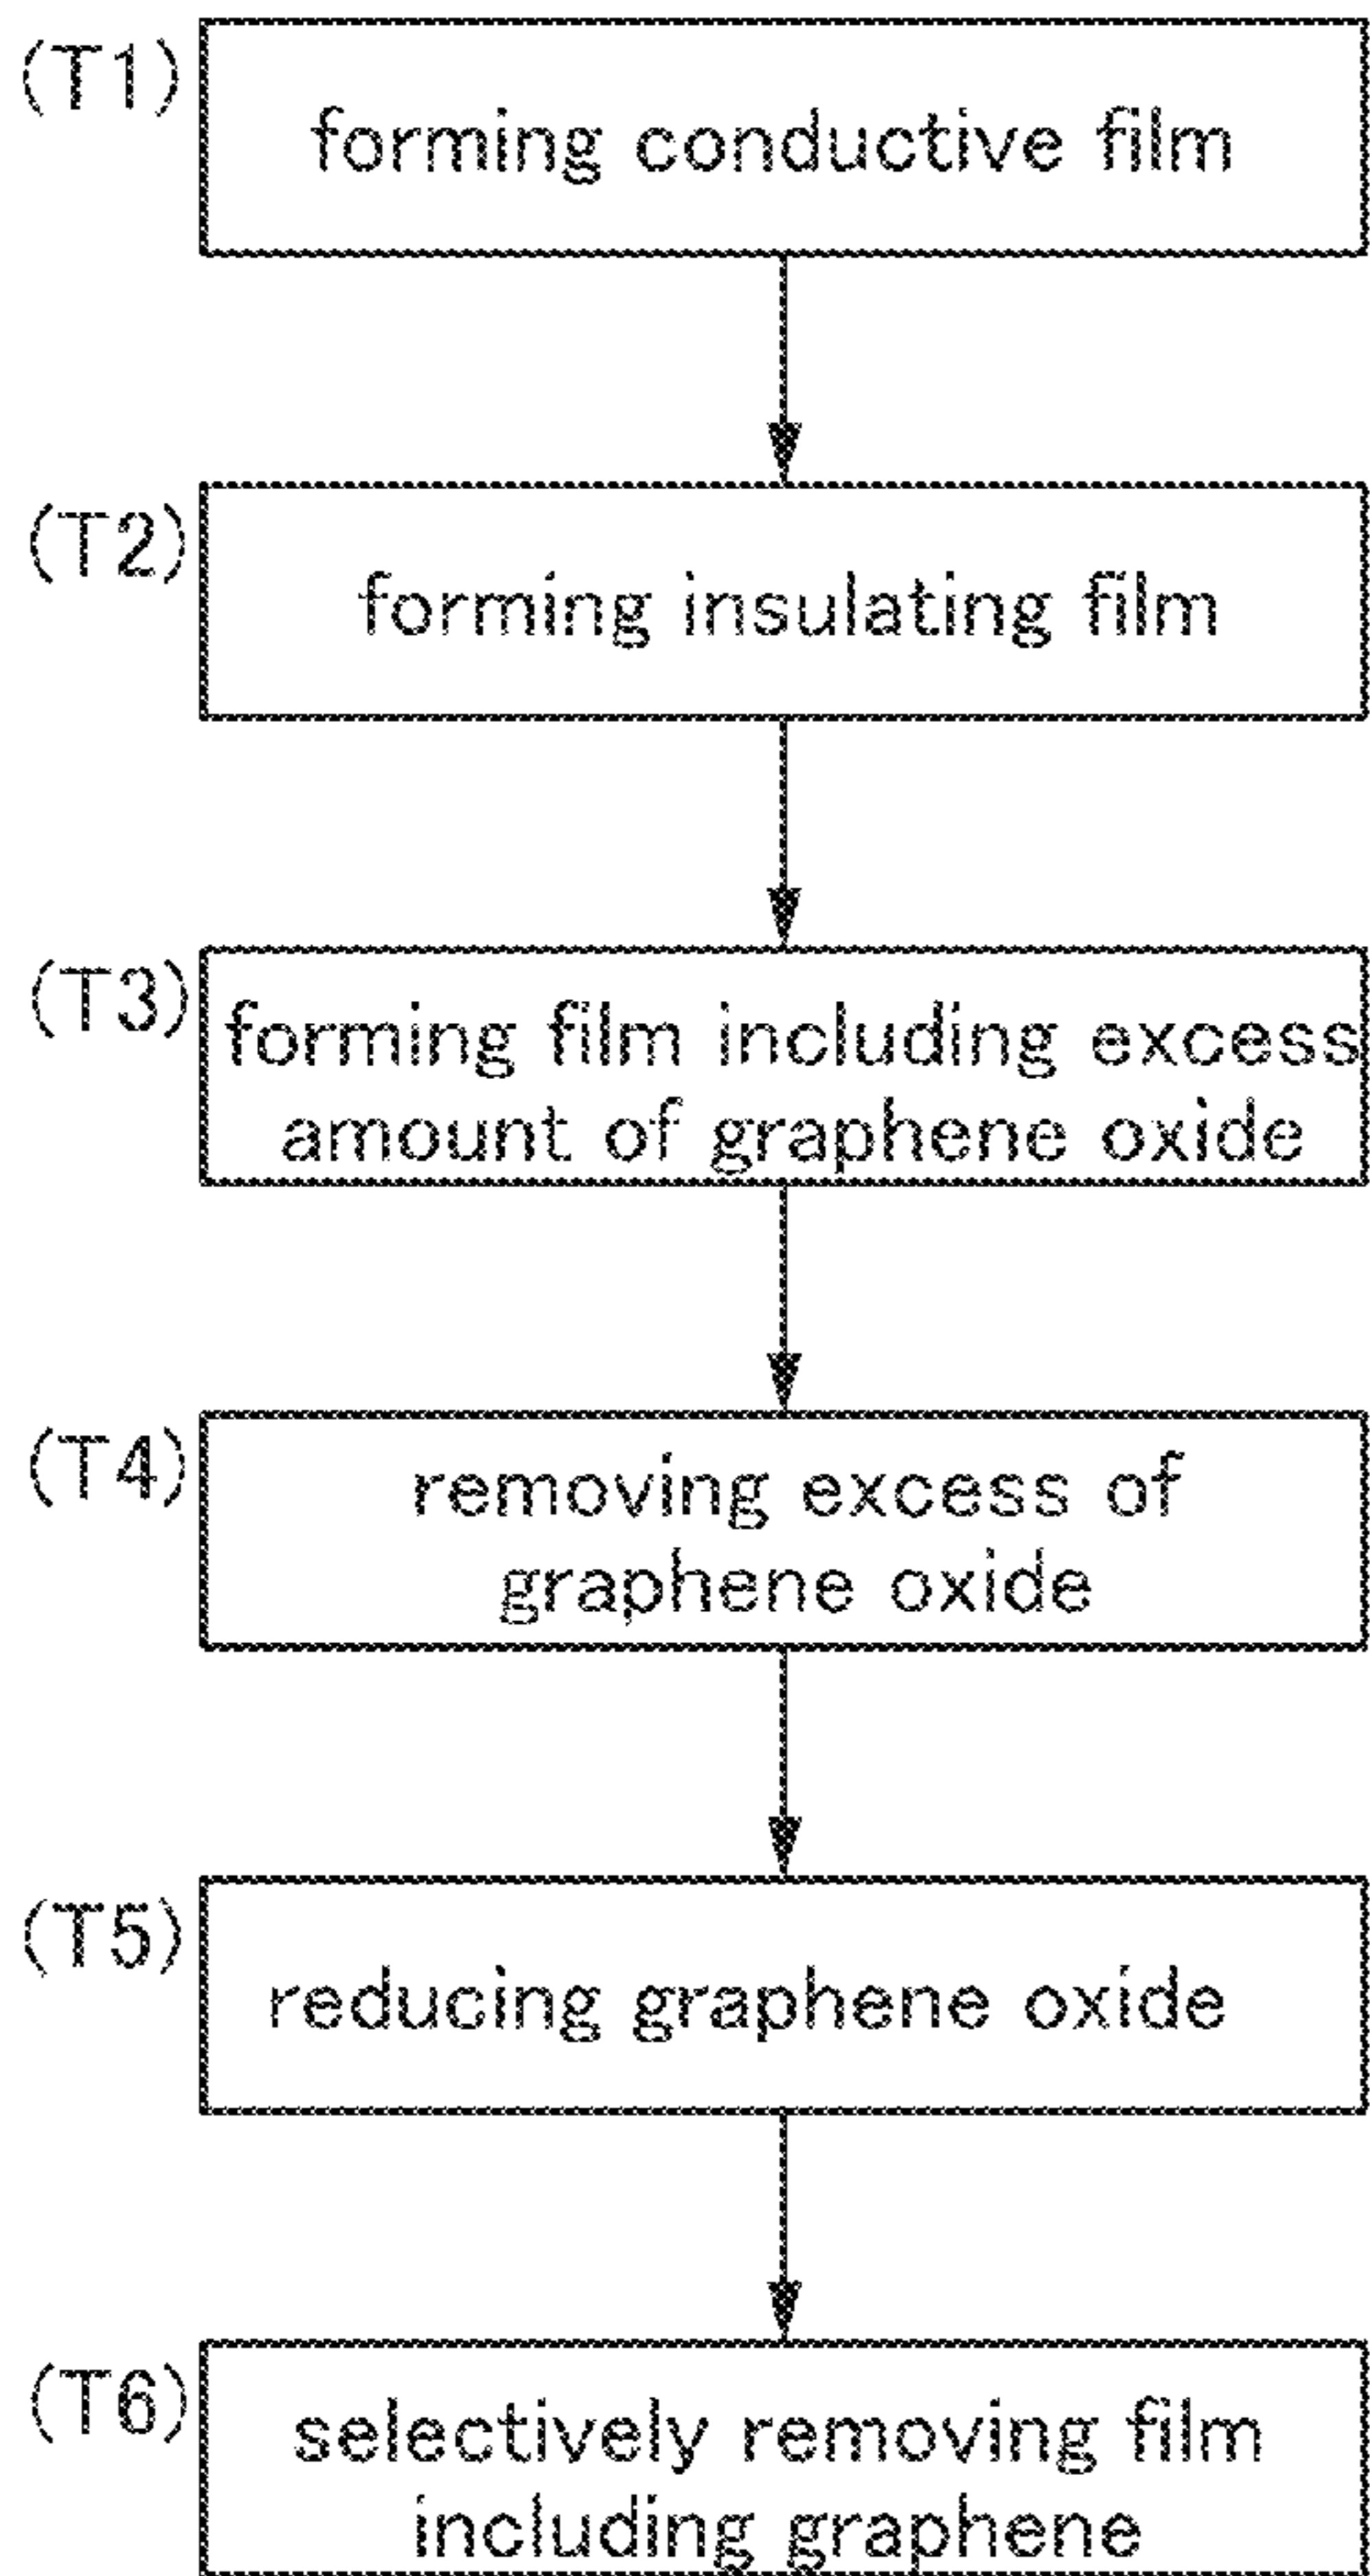 (T1)
forming conductive film
(T2)
forming insulating film
(T3)
forming film including excess
amount of graphene oxide
(T4)
removing excess of
graphene oxide
(T5)
reducing graphene oxide
(T6)
selectively removing film
including graphene